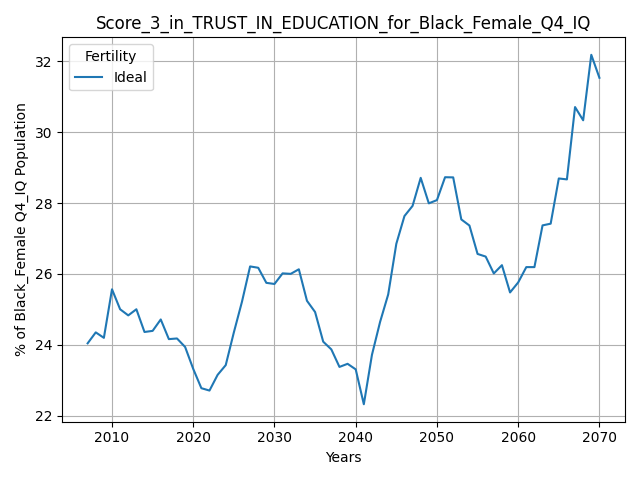 Score_3_in_TRUST_IN_EDUCATION_for_Black_Female_Q4_IQ
Fertility
Ideal
% of Black_Female Q4_IQ Population
32
30
28
26
24
22
2010 2020 2030 2040 2050 2060 2070
Years